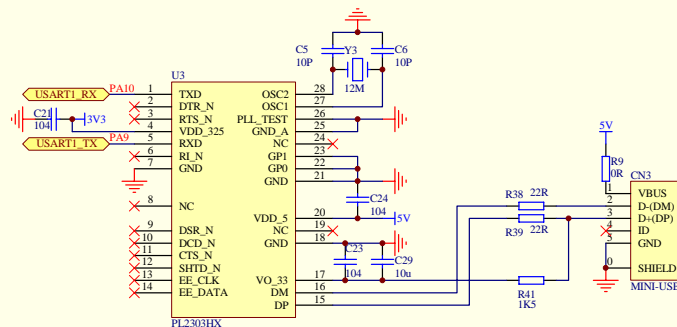 C5
10P
Y3
12M
C6
10P
U3
USART1_RX
PA10
1
TXD
OSC2
28
2
DTR_N
OSC1
27
3
RTS_N
PLL_TEST
26
C21
104
3V3
4
VDD_325
GND_A
25
USART1_TX
PA9
5
RXD
NC
24
6
RI_N
GP1
23
7
GND
GP0
22
GND
21
C24
104
8
NC
VDD_5
20
5V
9
DSR_N
NC
19
10
DCD_N
GND
18
11
CTS_N
12
SHTD_N
C23
104
C29
10u
13
EE_CLK
VO_33
17
14
EE_DATA
DM
16
DP
15
PL2303HX
5V
R9
0R
CN3
R38
22R
R39
22R
R41
1K5
1
VBUS
2
D-(DM)
3
D+(DP)
4
ID
5
GND
0
SHIELD
MINI-USB